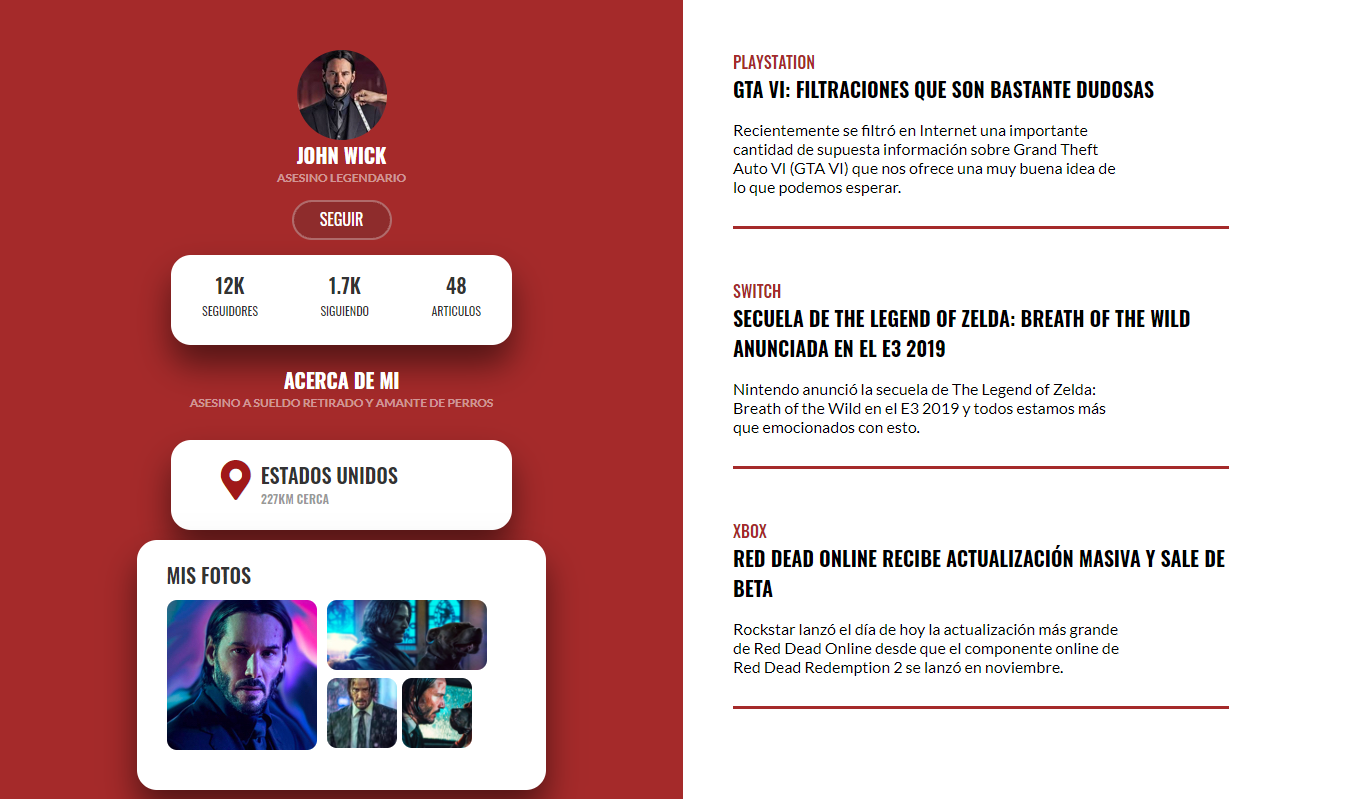 JOHN WICK
ASESINO LEGENDARIO
SEGUIR
12K
SEGUIDORES
1.7K
SIGUIENDO
48
ARTICULOS
ACERCA DE MI
ASESINO A SUELDO RETIRADO Y AMANTE DE PERROS
ESTADOS UNIDOS
227KM CERCA
MIS FOTOS
PLAYSTATION
GTA VI: FILTRACIONES QUE SON BASTANTE DUDOSAS
Recientemente se filtró en Internet una importante
cantidad de supuesta información sobre Grand Theft
Auto VI (GTA VI) que nos ofrece una muy buena idea de
lo que podemos esperar.
SWITCH
SECUELA DE THE LEGEND OF ZELDA: BREATH OF THE WILD
ANUNCIADA EN EL E3 2019
Nintendo anunció la secuela de The Legend of Zelda:
Breath of the Wild en el E3 2019 y todos estamos más
que emocionados con esto.
XBOX
RED DEAD ONLINE RECIBE ACTUALIZACIÓN MASIVA Y SALE DE
BETA
Rockstar lanzó el día de hoy la actualización más grande
de Red Dead Online desde que el componente online de
Red Dead Redemption 2 se lanzó en noviembre.